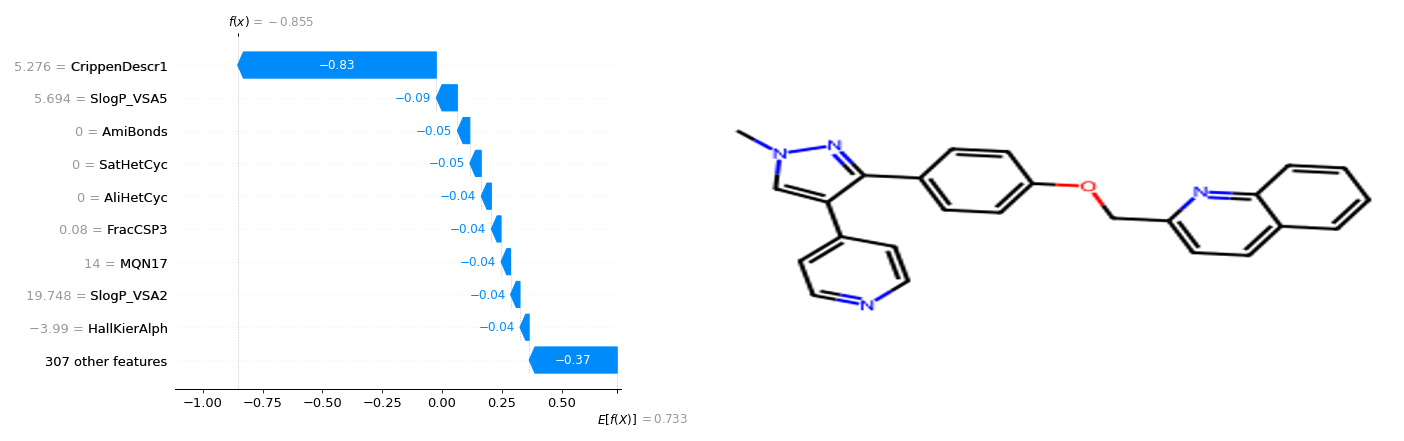 f(x) = −0.855
5.276 = CrippenDescr1
−0.83
5.694 = SlogP_VSA5
−0.09
0 = AmiBonds
−0.05
0 = SatHetCyc
−0.05
0 = AliHetCyc
−0.04
0.08 = FracCSP3
−0.04
14 = MQN17
−0.04
19.748 = SlogP_VSA2
−0.04
−3.99 = HallKierAlph
−0.04
307 other features
−0.37
−1.00 −0.75 −0.50 −0.25 0.00 0.25 0.50
E[f(X)] = 0.733
N
N
N
O
N